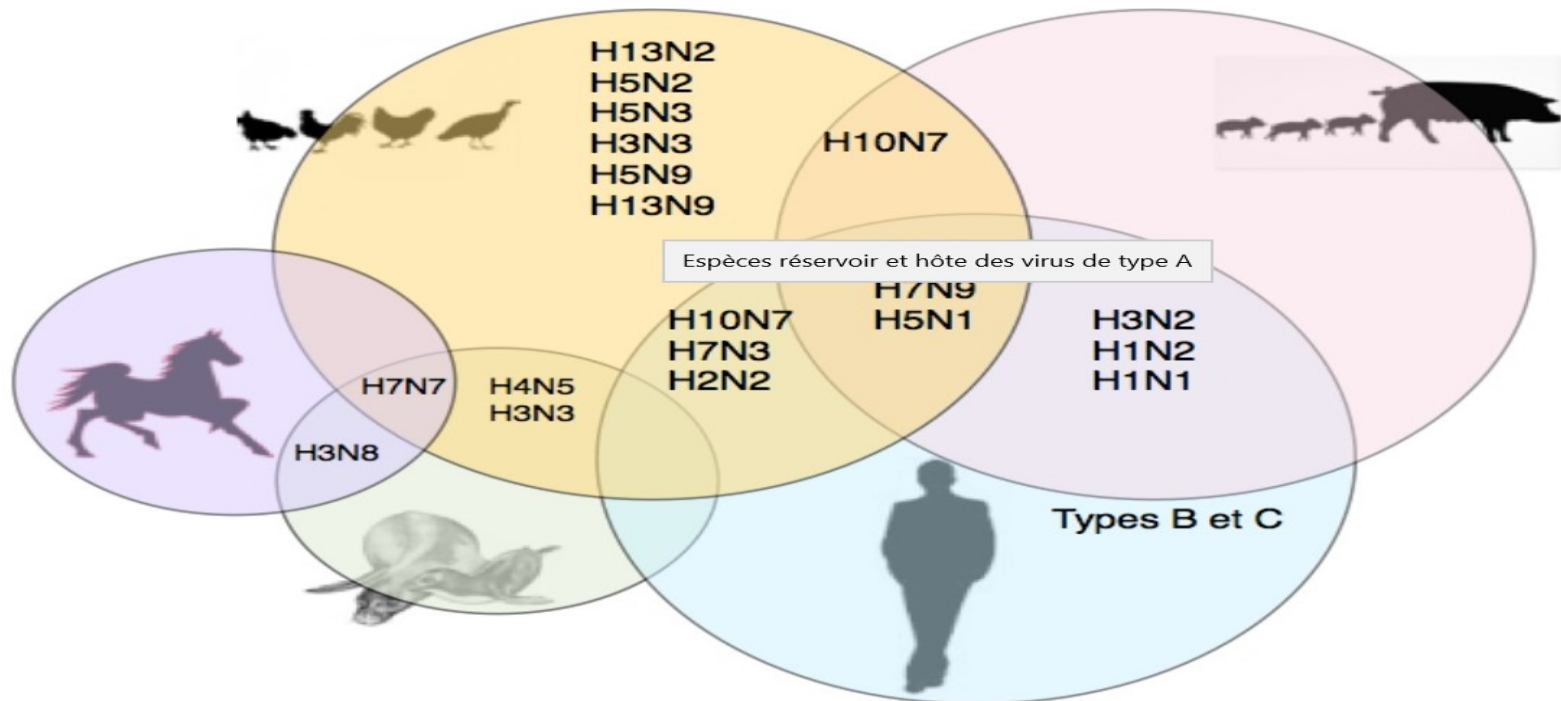 H13N2
H5N2
H5N3
H3N3
H5N9
H13N9
H10N7
Espèces réservoir et hôte des virus de type A
H7N9
H5N1
H10N7
H7N3
H2N2
H3N2
H1N2
H1N1
H7N7
H4N5
H3N3
H3N8
Types B et C